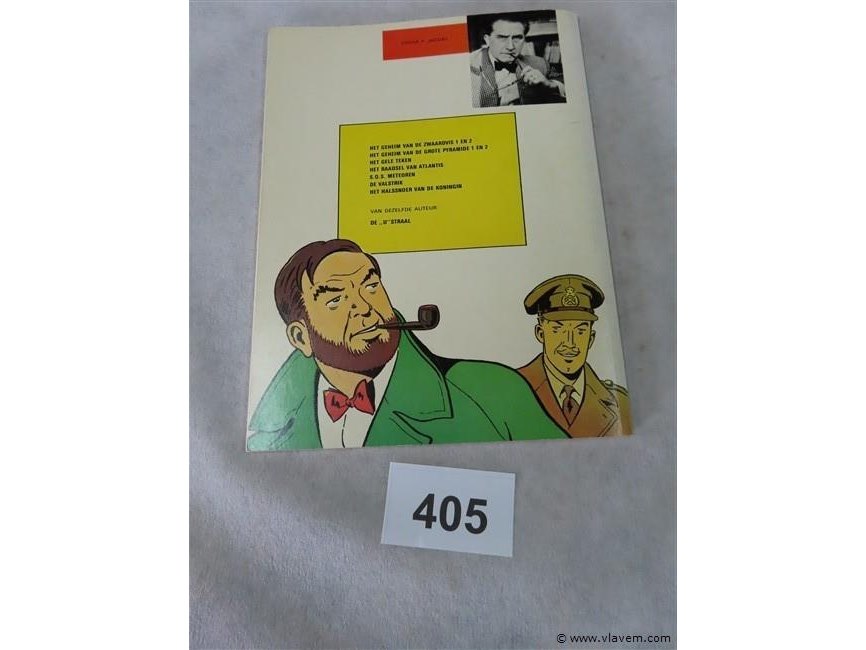 EDGAR P. JACOBS
HET GEHEIM VAN DE ZWAARDVIS 1 EN 2
HET GEHEIM VAN DE GROTE PYRAMIDE 1 EN 2
HET GELE TEKEN
HET RAADSEL VAN ATLANTIS
S.O.S. METEOREN
DE VALSTRIK
HET HALSSNOER VAN DE KONINGIN
VAN DEZELFDE AUTEUR
DE „U" STRAAL
405
© www.vlavem.com